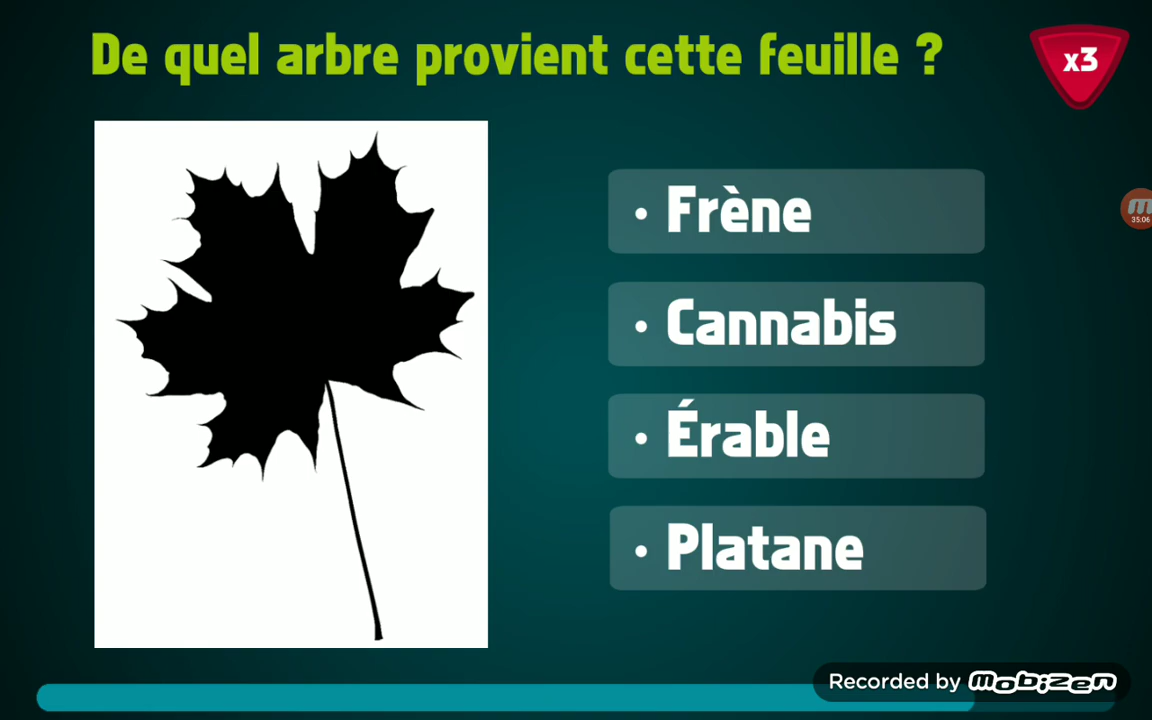 De quel arbre provient cette feuille ?
x3
• Frène
• Cannabis
• Érable
• Platane
35:06
Recorded by mobizen